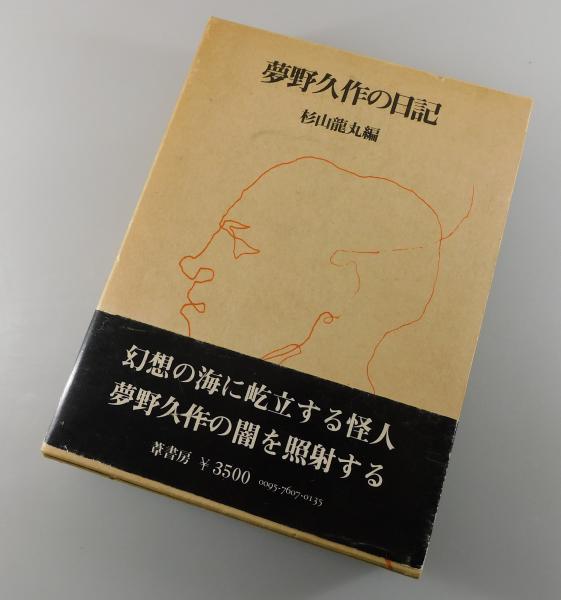 夢野久作の日記
杉山龍丸編
幻想の海に屹立する怪人
夢野久作の闇を照射する
葦書房 ¥3500 0095-7607-0135